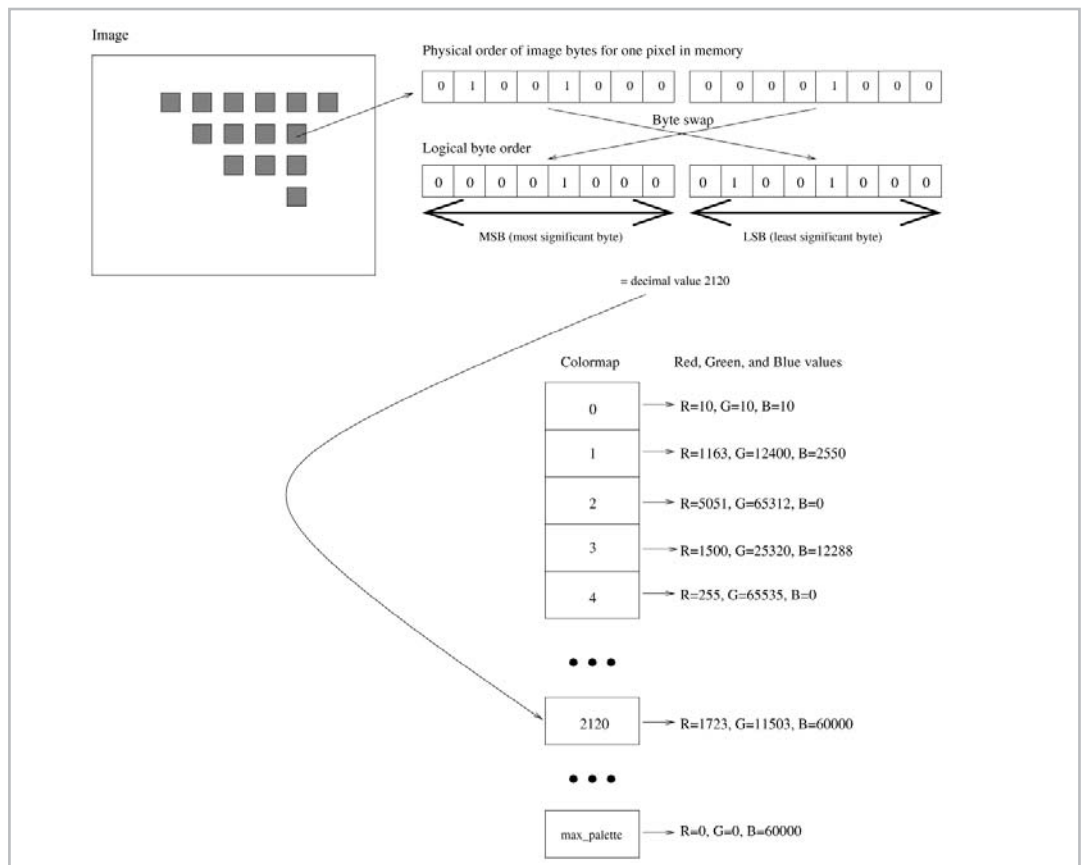 Image
Physical order of image bytes for one pixel in memory
0 1 0 0 1 0 0 0 0 0 0 0 1 0 0 0
Byte swap
Logical byte order
0 0 0 0 1 0 0 0 0 1 0 0 1 0 0 0
MSB (most significant byte) LSB (least significant byte)
= decimal value 2120
Colormap Red, Green, and Blue values
0 R=10, G=10, B=10
1 R=1163, G=12400, B=2550
2 R=5051, G=65312, B=0
3 R=1500, G=25320, B=12288
4 R=255, G=65535, B=0
2120 R=1723, G=11503, B=60000
max_palette R=0, G=0, B=60000